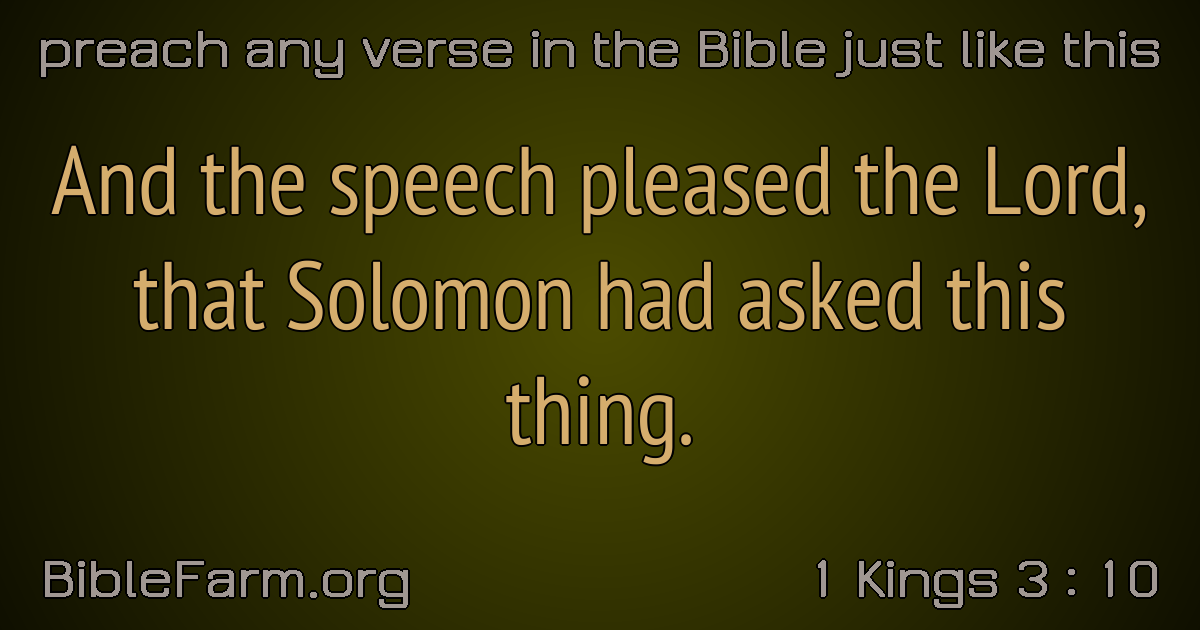 preach any verse in the Bible just like this
And the speech pleased the Lord,
that Solomon had asked this
thing.
BibleFarm.org
1 Kings 3 : 10